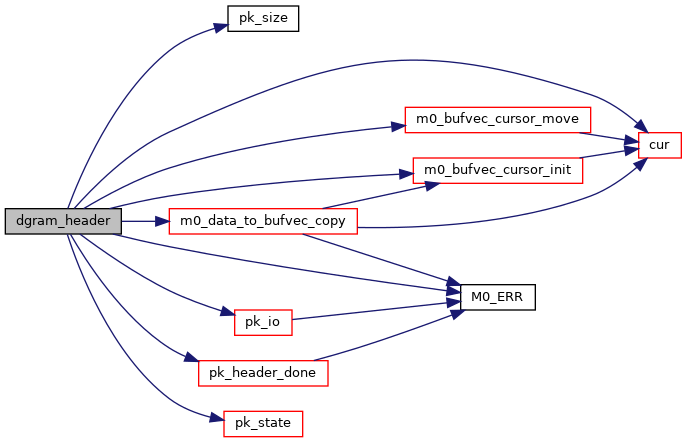 pk_size
m0_bufvec_cursor_move
cur
m0_bufvec_cursor_init
dgram_header
m0_data_to_bufvec_copy
M0_ERR
pk_io
pk_header_done
pk_state